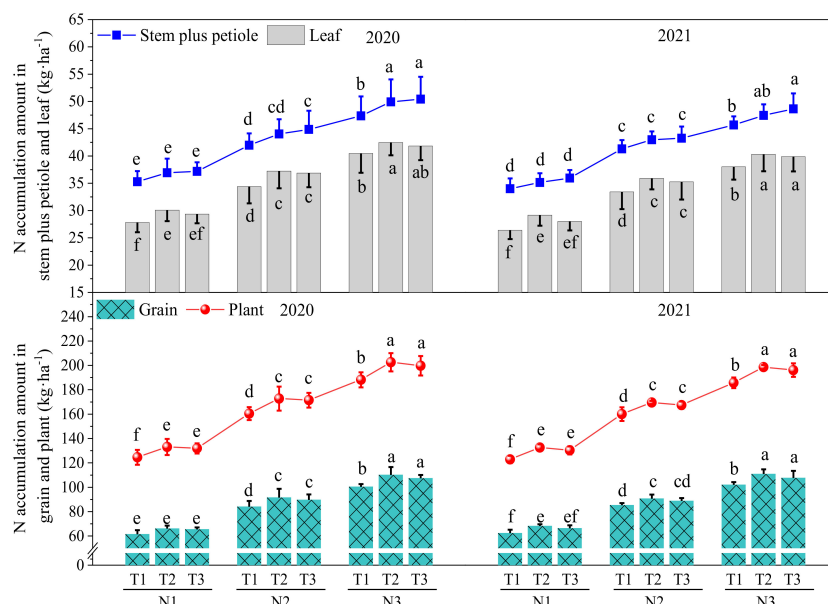 N accumulation amount in
stem plus petiole and leaf (kg·ha⁻¹)
65
60
55
50
45
40
35
30
25
20
15
Stem plus petiole Leaf 2020 2021
e e e d cd c b a a d d d c c c b ab a
f e ef d c c b a ab f e ef d c c b a a
N accumulation amount in
grain and plant (kg·ha⁻¹)
240
220
200
180
160
140
120
100
80
60
0
Grain Plant 2020 2021
f e e d c c b a a f e e d c c b a a
e e e d c c b a a f e ef d c cd b a a
T1 T2 T3 T1 T2 T3 T1 T2 T3 T1 T2 T3 T1 T2 T3 T1 T2 T3
N1 N2 N3 N1 N2 N3